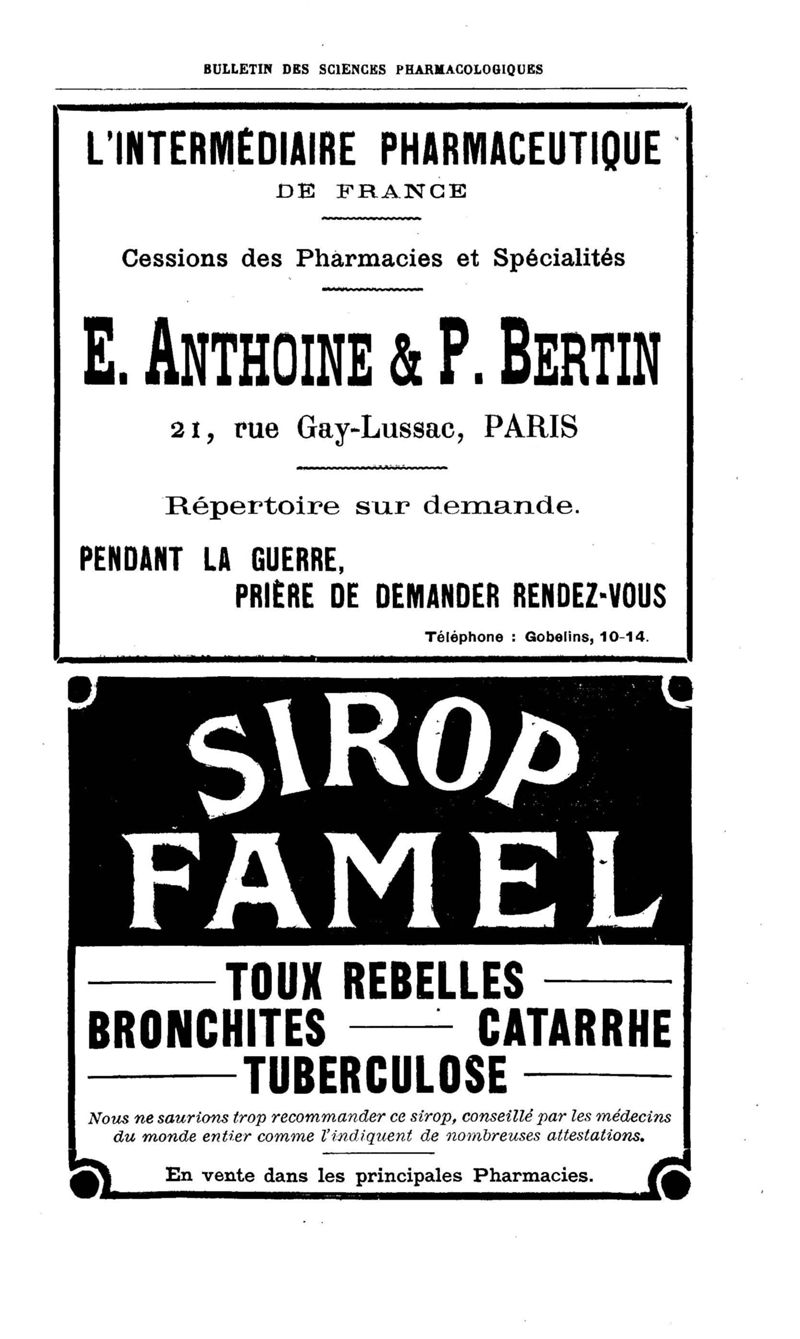 BULLETIN DES SCIENCES PHARMACOLOGIQUES
L'INTERMÉDIAIRE PHARMACEUTIQUE
DE FRANCE
Cessions des Pharmacies et Spécialités
E. ANTHOINE & P. BERTIN
21, rue Gay-Lussac, PARIS
Répertoire sur demande.
PENDANT LA GUERRE,
PRIÈRE DE DEMANDER RENDEZ-VOUS
Téléphone : Gobelins, 10-14.
SIROP
FAMEL
TOUX REBELLES
BRONCHITES — CATARRHE
TUBERCULOSE
Nous ne saurions trop recommander ce sirop, conseillé par les médecins
du monde entier comme l'indiquent de nombreuses attestations.
En vente dans les principales Pharmacies.